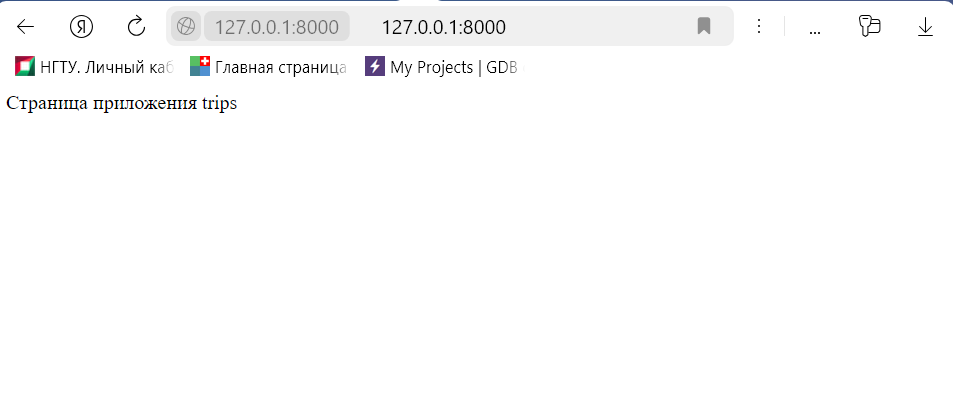 127.0.0.1:8000 127.0.0.1:8000
НГТУ. Личный каб Главная страница My Projects | GDB
Страница приложения trips